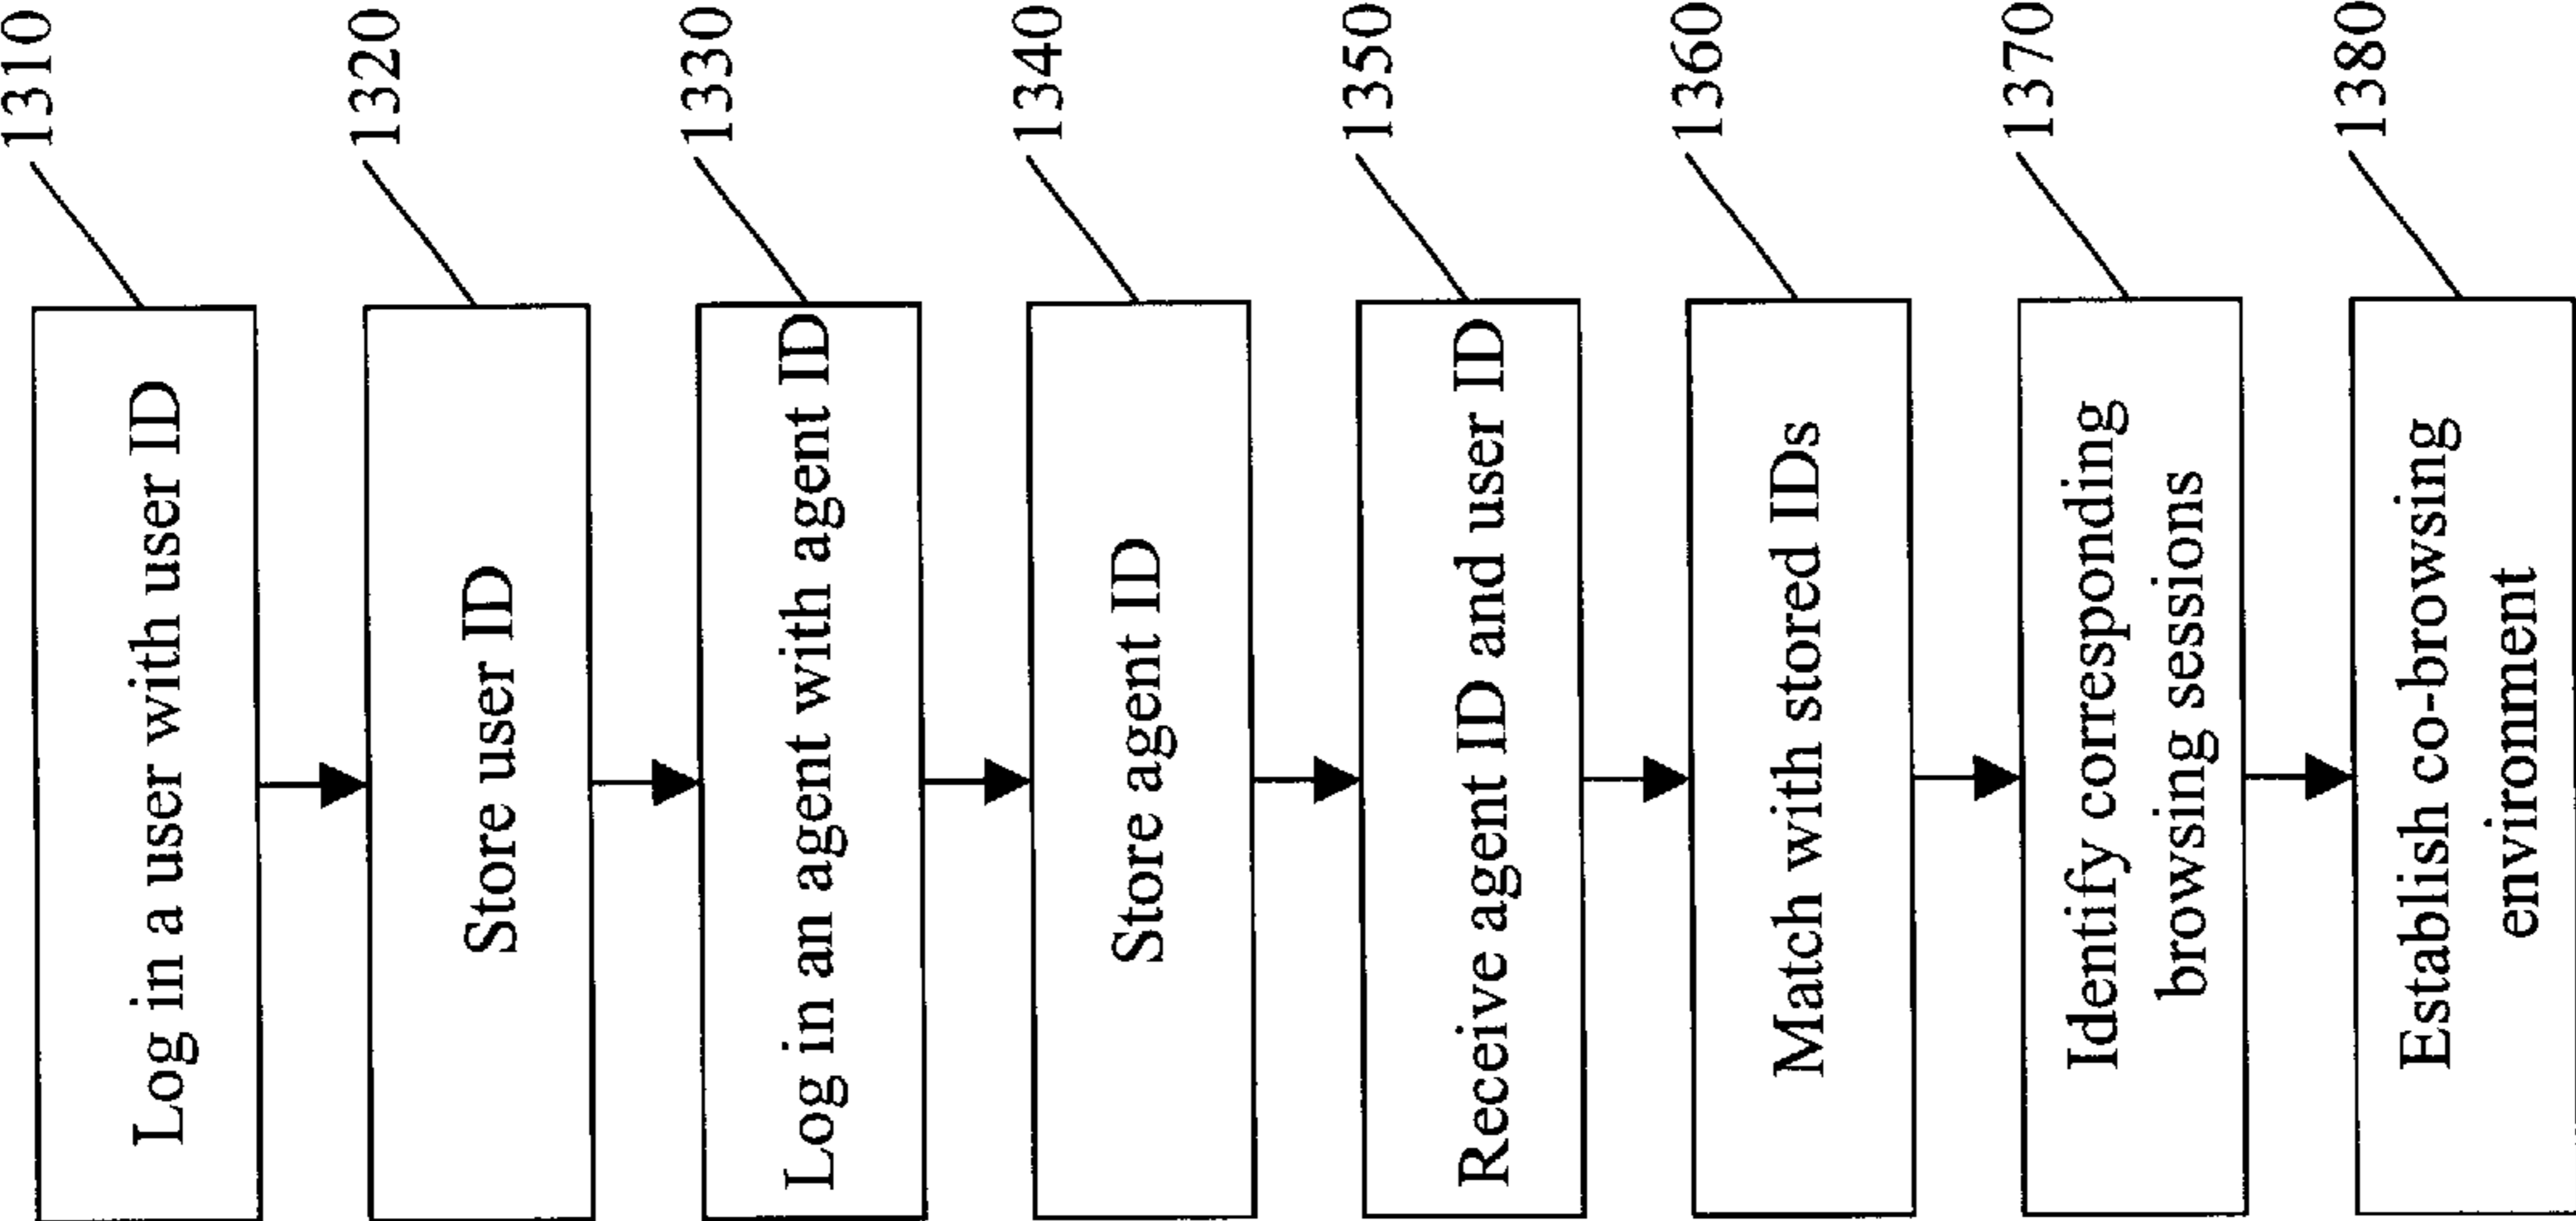 Log in a user with user ID
1310
Store user ID
1320
Log in an agent with agent ID
1330
Store agent ID
1340
Receive agent ID and user ID
1350
Match with stored IDs
1360
Identify corresponding
browsing sessions
1370
Establish co-browsing
environment
1380